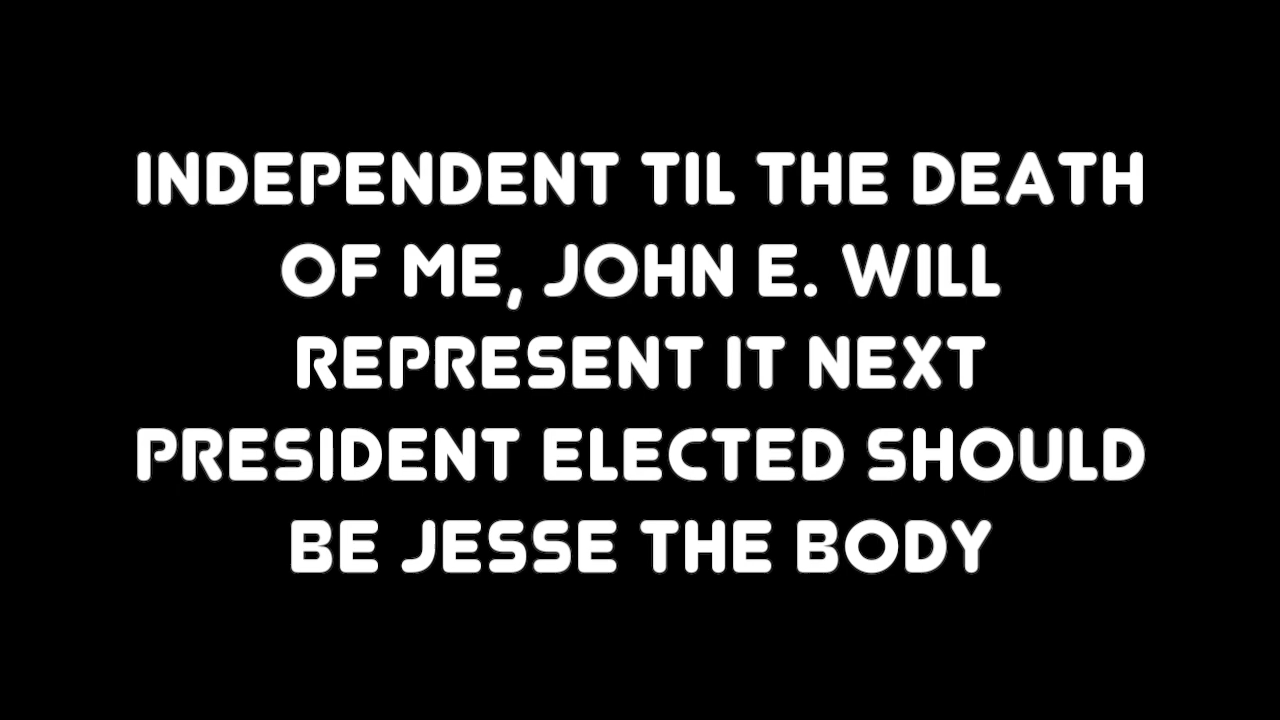 INDEPENDENT TIL THE DEATH
OF ME, JOHN E. WILL
REPRESENT IT NEXT
PRESIDENT ELECTED SHOULD
BE JESSE THE BODY